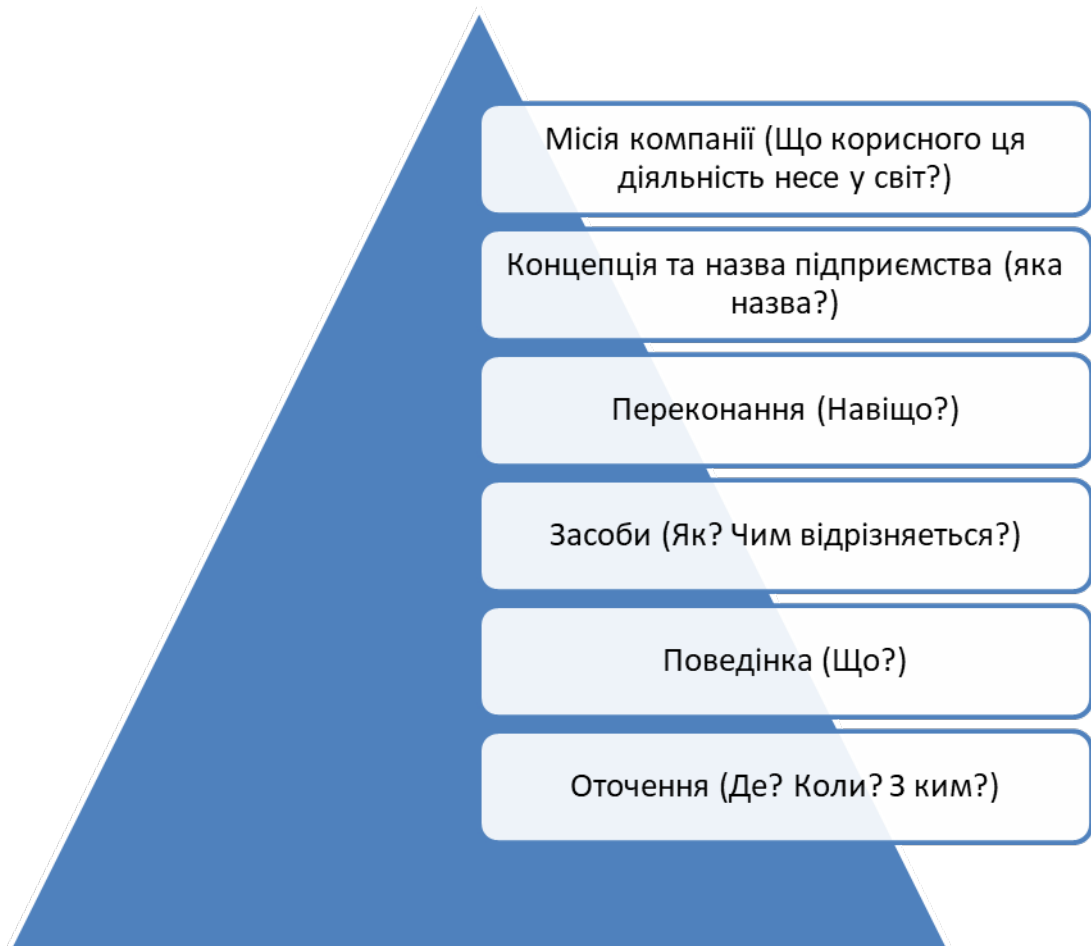 Місія компанії (Що корисного ця
діяльність несе у світ?)
Концепція та назва підприємства (яка
назва?)
Переконання (Навіщо?)
Засоби (Як? Чим відрізняеться?)
Поведінка (Що?)
Оточення (Де? Коли? З ким?)